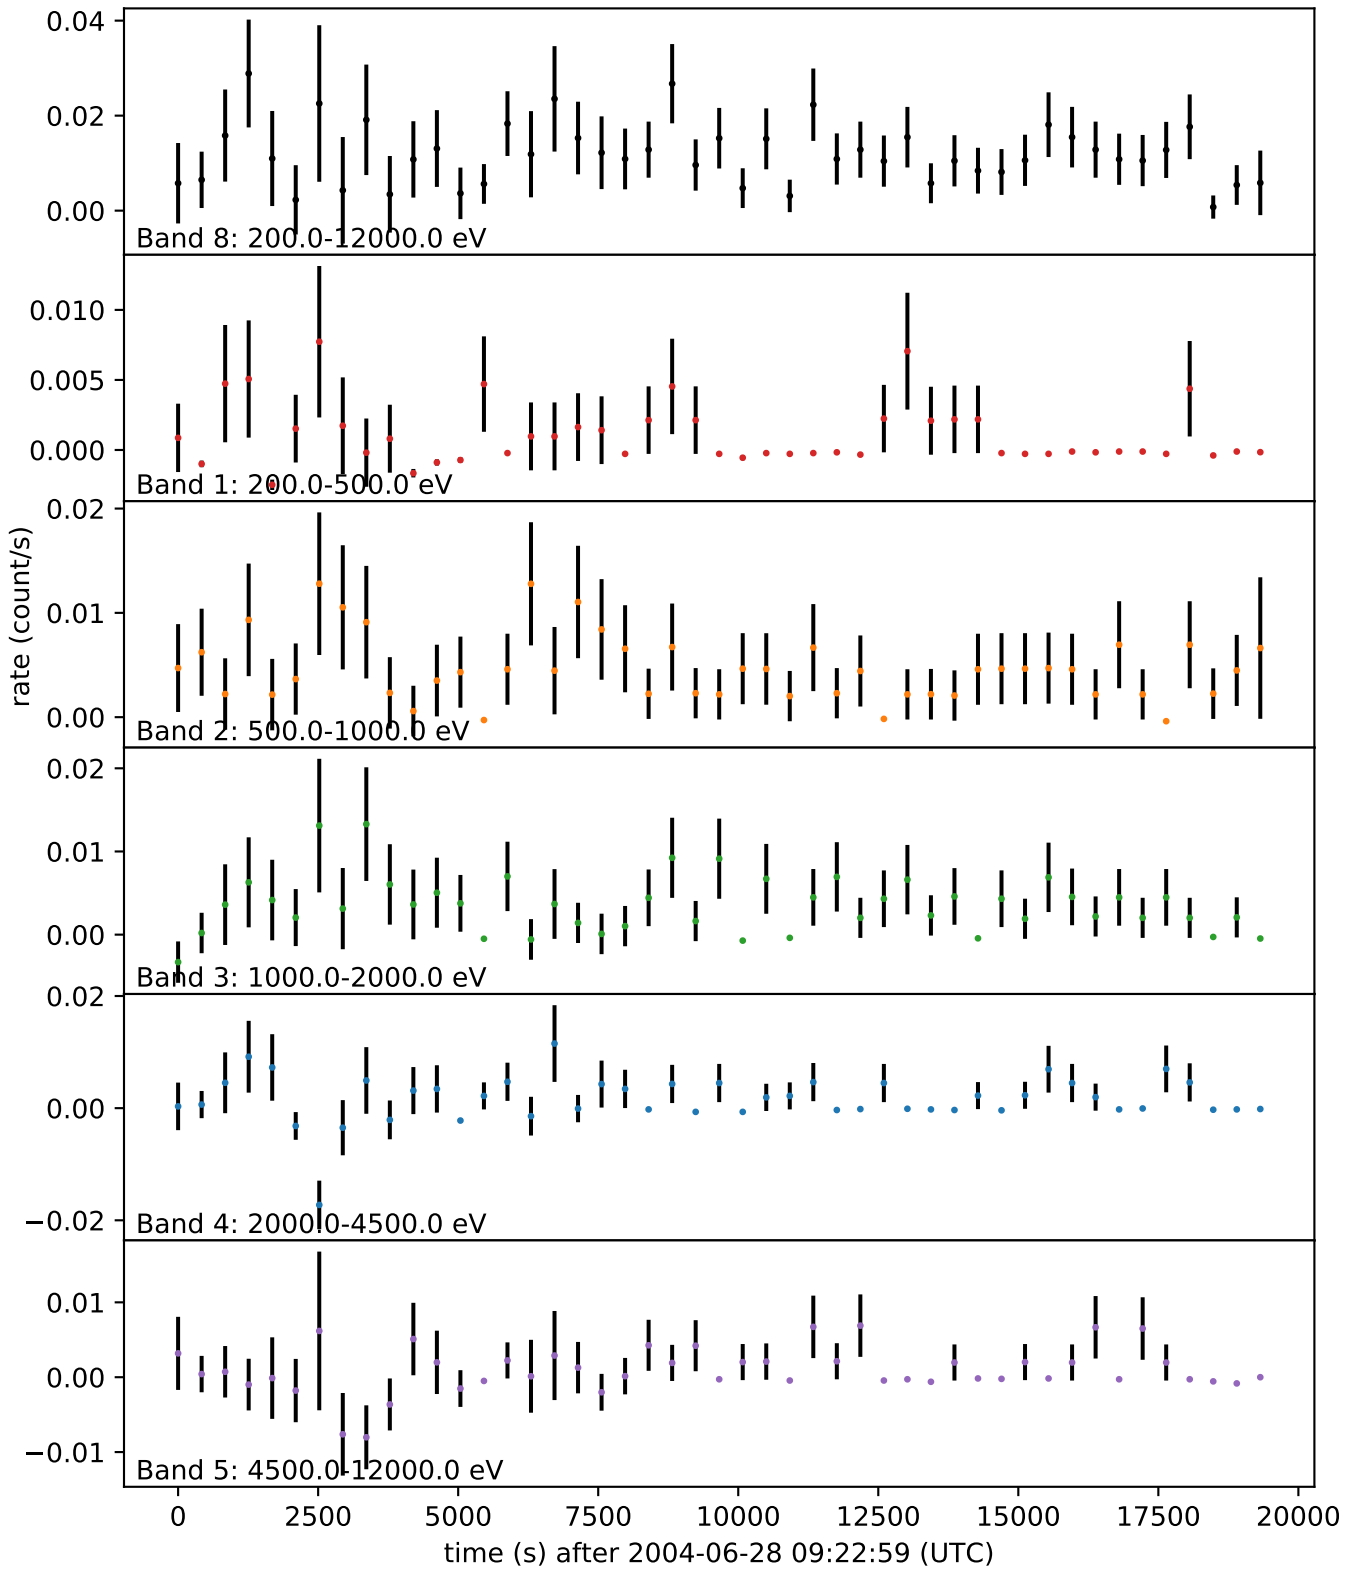 0.04
0.02
0.00
Band 8: 200.0-12000.0 eV
0.010
0.005
0.000
Band 1: 200.0-500.0 eV
0.02
0.01
0.00
Band 2: 500.0-1000.0 eV
rate (count/s)
0.02
0.01
0.00
Band 3: 1000.0-2000.0 eV
0.02
0.00
−0.02
Band 4: 2000.0-4500.0 eV
0.01
0.00
−0.01
Band 5: 4500.0-12000.0 eV
0 2500 5000 7500 10000 12500 15000 17500 20000
time (s) after 2004-06-28 09:22:59 (UTC)